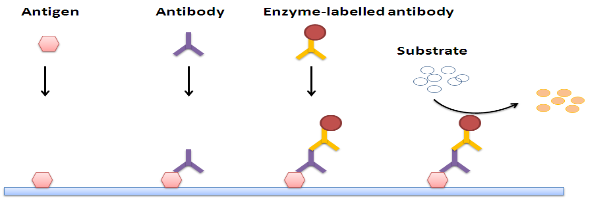 Antigen
Antibody
Enzyme-labelled antibody
Substrate